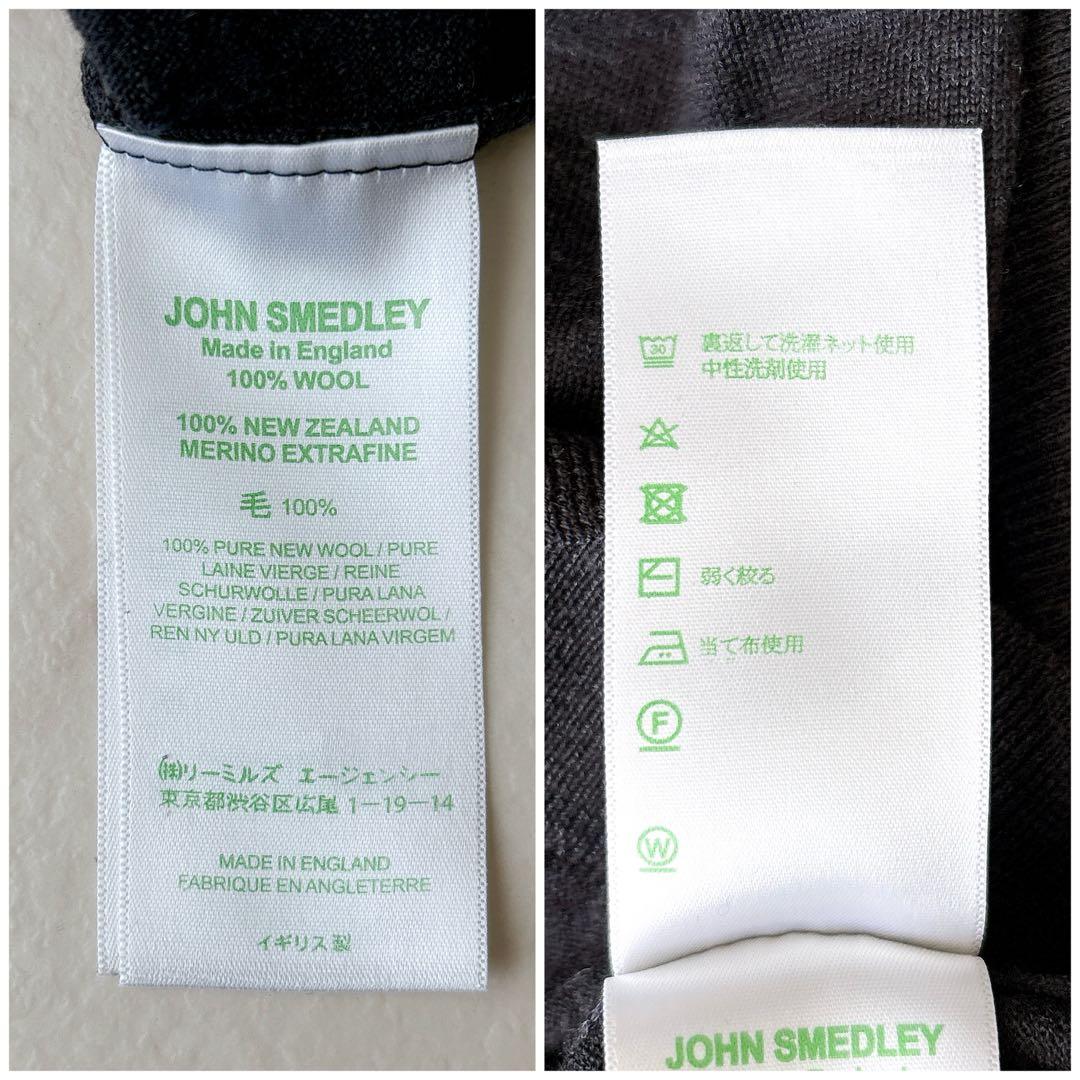 JOHN SMEDLEY
Made in England
100% WOOL
100% NEW ZEALAND
MERINO EXTRAFINE
毛 100%
100% PURE NEW WOOL / PURE
LAINE VIERGE / REINE
SCHURWOLLE / PURA LANA
VERGINE / ZUIVER SCHEERWOL /
REN NY ULD / PURA LANA VIRGEM
㈱リーミルズ エージェンシー
東京都渋谷区広尾 1-19-14
MADE IN ENGLAND
FABRIQUE EN ANGLETERRE
イギリス製
30 裏返して洗濯ネット使用
中性洗剤使用
弱く絞る
当て布使用
F
W
JOHN SMEDLEY